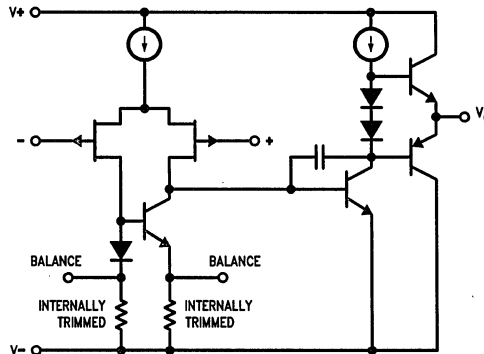 V+
-
+
V
BALANCE
BALANCE
INTERNALLY
TRIMMED
INTERNALLY
TRIMMED
V-